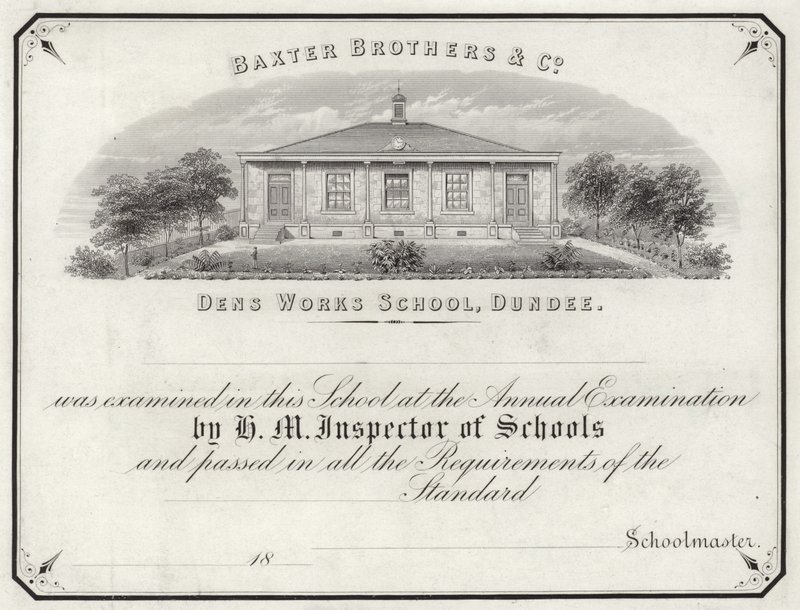 BAXTER BROTHERS & Co.
DENS WORKS SCHOOL, DUNDEE.
was examined in this School at the Annual Examination
by H. M. Inspector of Schools
and passed in all the Requirements of the
Standard
Schoolmaster.
18